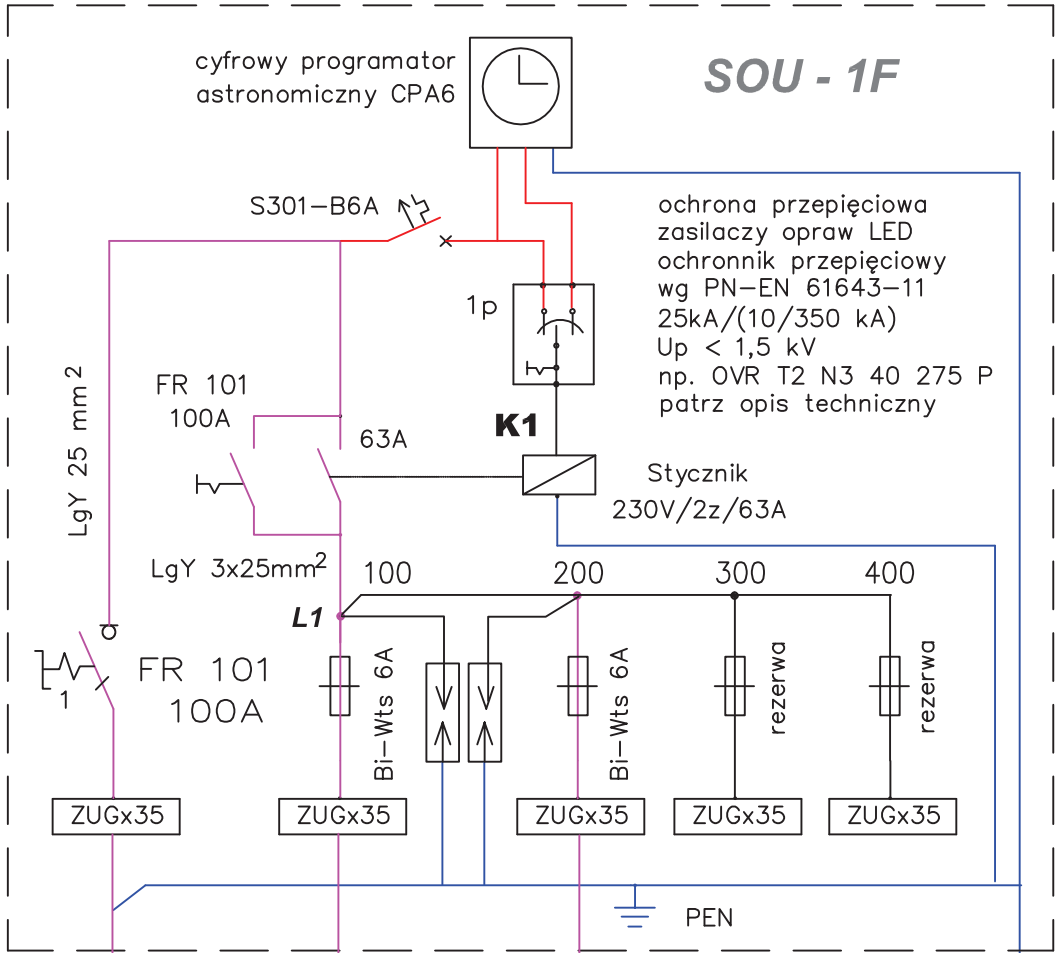 cyfrowy programator
astronomiczny CPA6
SOU - 1F
S301-B6A
ochrona przepięciowa
zasilaczy opraw LED
ochronnik przepięciowy
wg PN-EN 61643-11
25kA/(10/350 kA)
Up < 1,5 kV
np. OVR T2 N3 40 275 P
patrz opis techniczny
1p
LgY 25 mm²
FR 101
100A
63A
K1
Stycznik
230V/2z/63A
LgY 3x25mm²
100
200
300
400
L1
1
FR 101
100A
Bi-Wts 6A
Bi-Wts 6A
rezerwa
rezerwa
ZUGx35
ZUGx35
ZUGx35
ZUGx35
ZUGx35
PEN